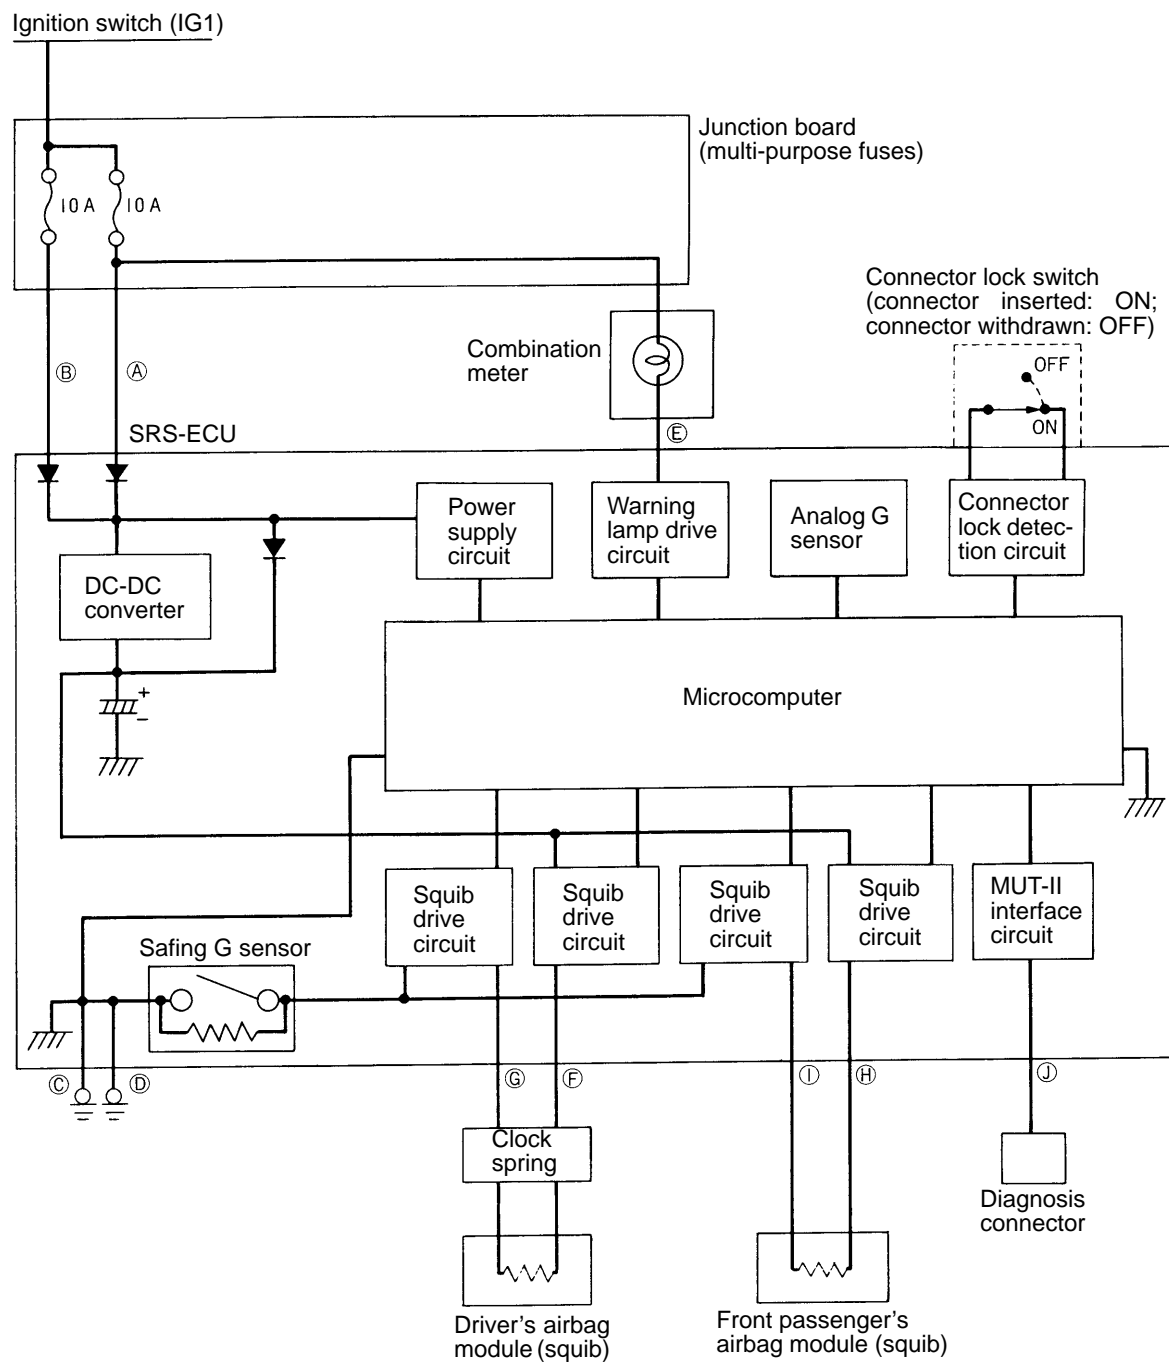 Ignition switch (IG1)
Junction board
(multi-purpose fuses)
10 A
10 A
Connector lock switch
(connector inserted: ON;
connector withdrawn: OFF)
Combination
meter
OFF
ON
B
A
E
SRS-ECU
Power
supply
circuit
Warning
lamp drive
circuit
Analog G
sensor
Connector
lock detec-
tion circuit
DC-DC
converter
+
−
Microcomputer
Squib
drive
circuit
Squib
drive
circuit
Squib
drive
circuit
Squib
drive
circuit
MUT-II
interface
circuit
Safing G sensor
C
D
G
F
I
H
J
Clock
spring
Diagnosis
connector
Driver's airbag
module (squib)
Front passenger's
airbag module (squib)